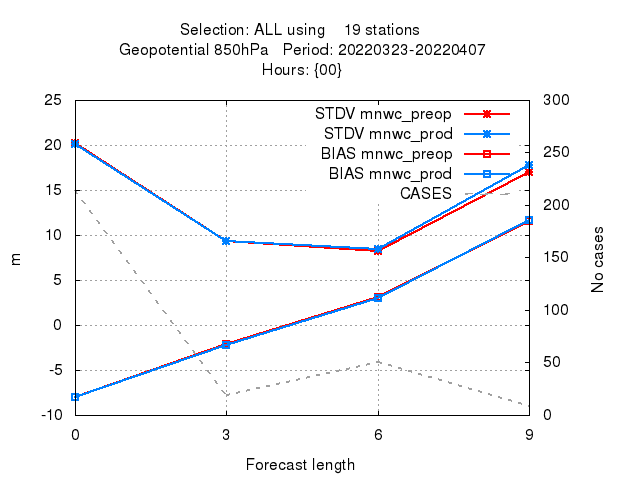 Selection: ALL using    19 stations
Geopotential 850hPa   Period: 20220323-20220407
Hours: {00}
25 300
STDV mnwc_preop
STDV mnwc_prod
BIAS mnwc_preop
BIAS mnwc_prod
CASES
20 250
15 200
10 150
5 100
0 50
-5
-10 0
m
No cases
0 3 6 9
Forecast length